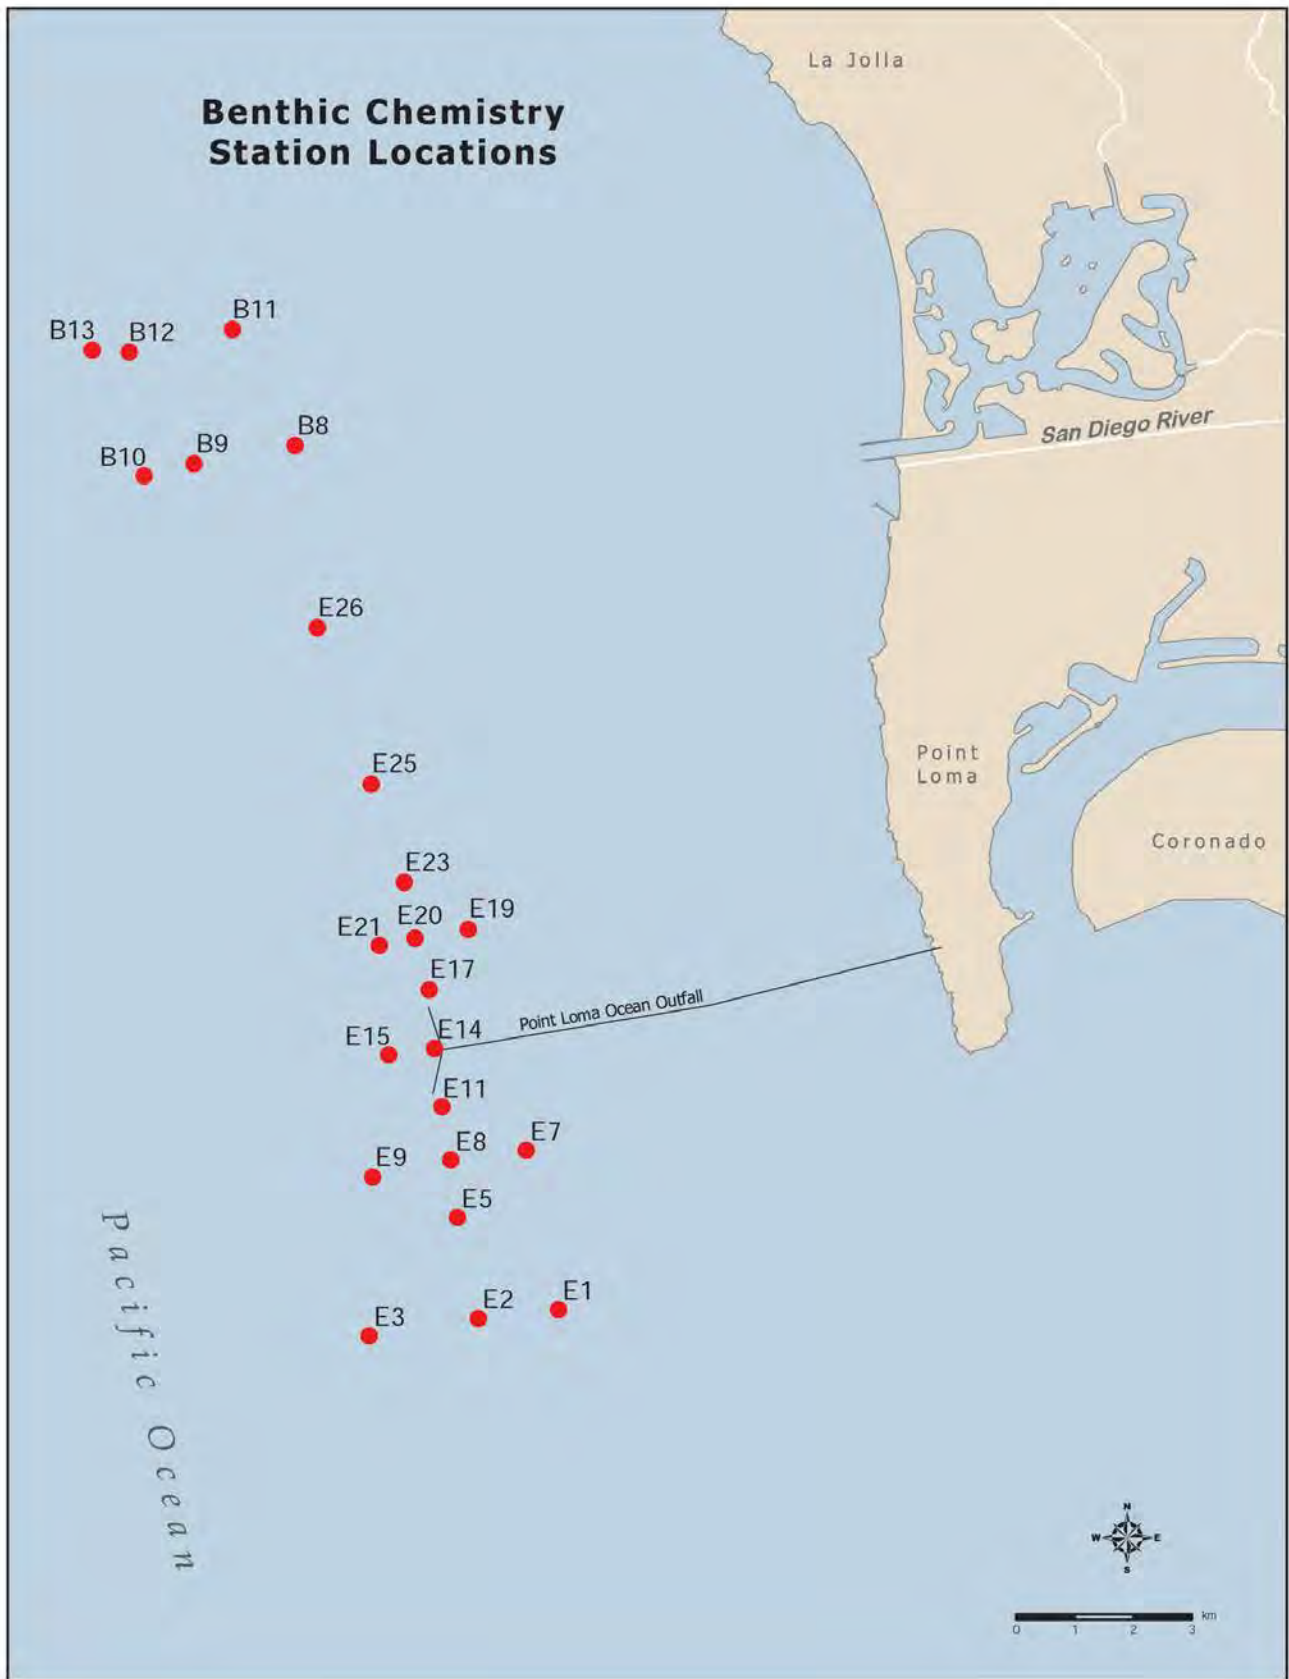 La Jolla
Benthic Chemistry
Station Locations
B11
B13
B12
San Diego River
B8
B9
B10
E26
Point
Loma
E25
Coronado
E23
E19
E20
E21
E17
Point Loma Ocean Outfall
E14
E15
E11
E7
E8
E9
E5
E1
E2
E3
Pacific Ocean
N
W
E
S
km
0 1 2 3